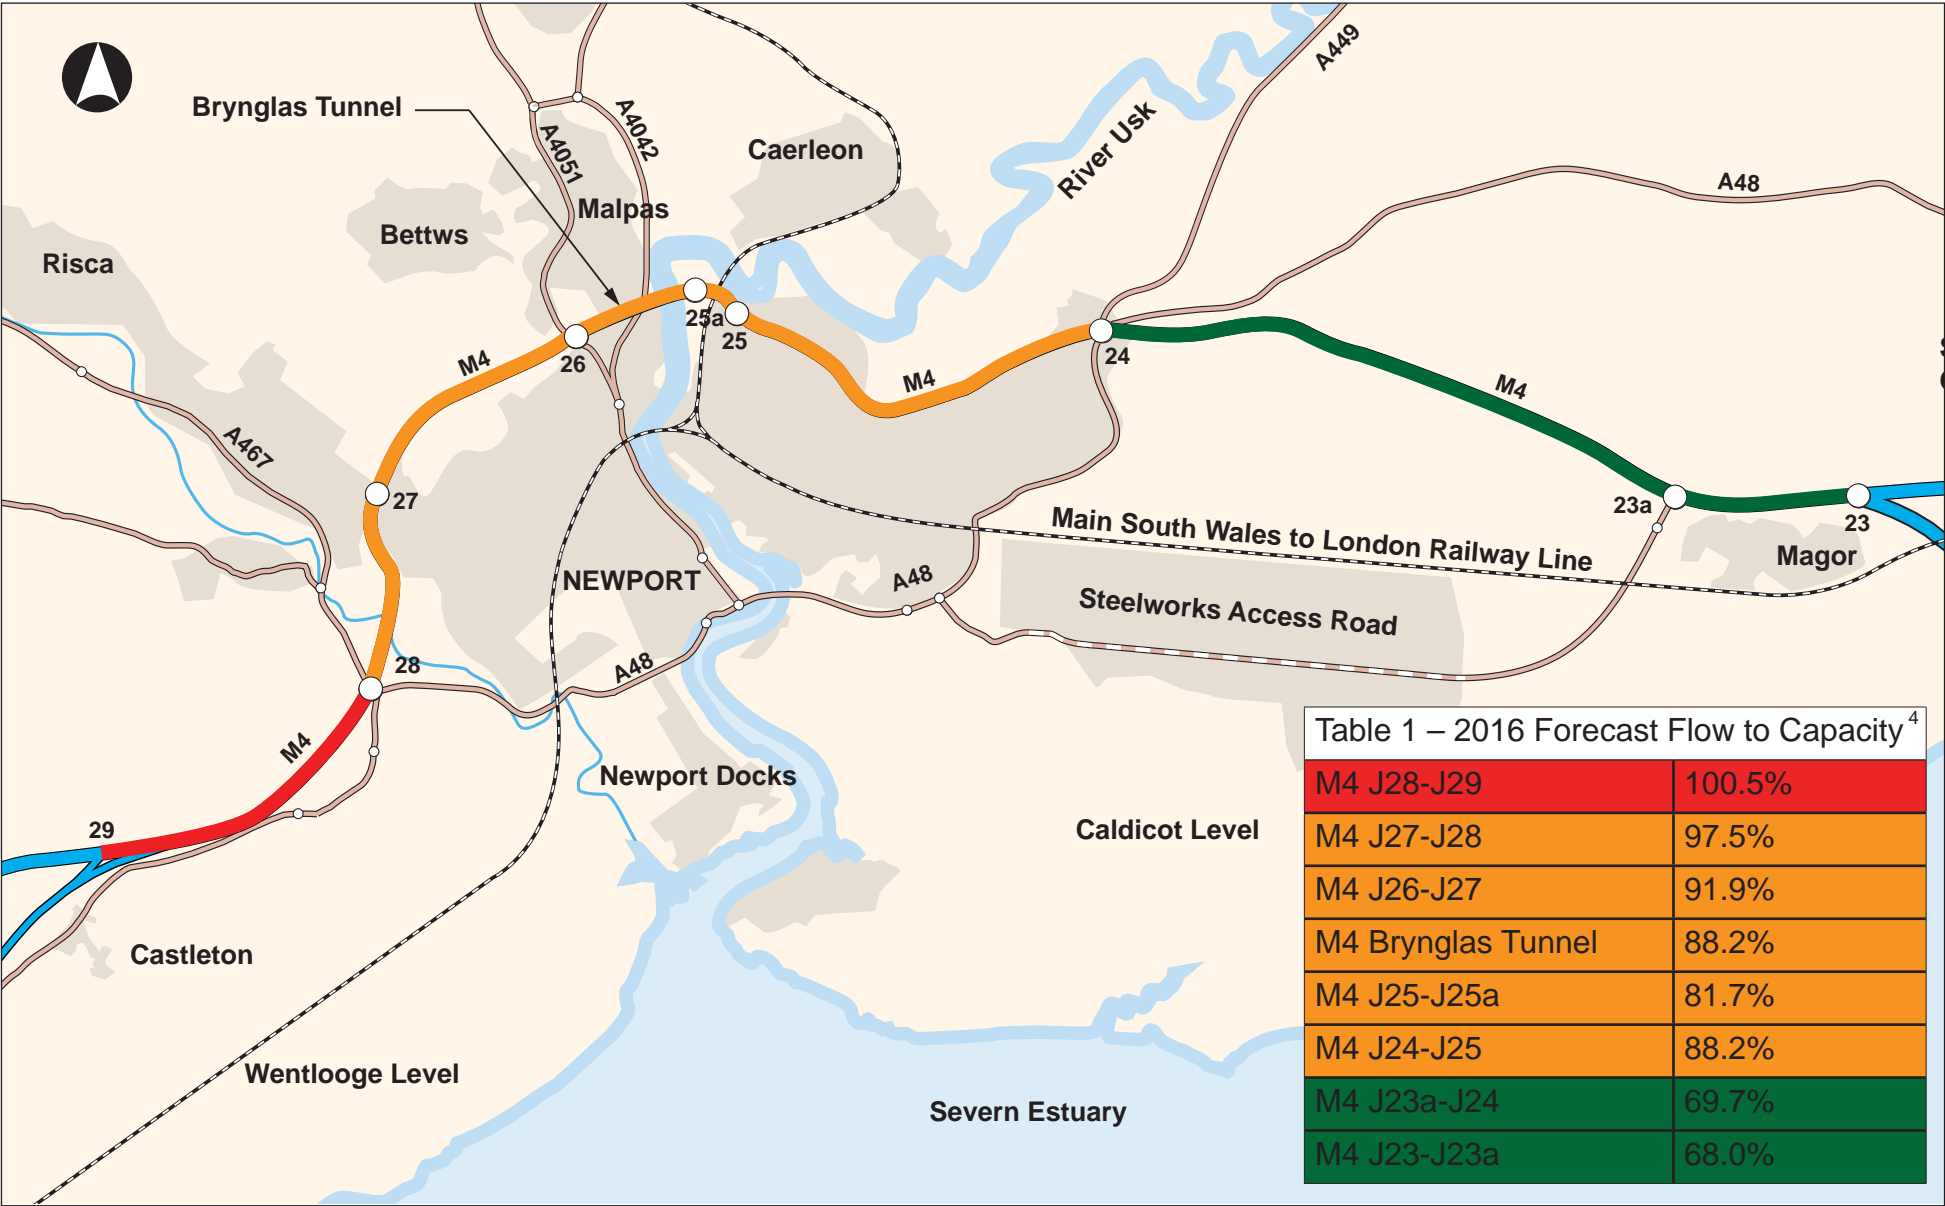 A449
Brynglas Tunnel
A4042
A4051
Caerleon
River Usk
A48
Malpas
Bettws
Risca
25a
25
M4
26
24
M4
M4
A467
27
23a
23
Main South Wales to London Railway Line
Magor
NEWPORT
A48
Steelworks Access Road
28
A48
M4
Newport Docks
29
Caldicot Level
Castleton
Wentlooge Level
Severn Estuary
Table 1 – 2016 Forecast Flow to Capacity 4
M4 J28-J29 100.5%
M4 J27-J28 97.5%
M4 J26-J27 91.9%
M4 Brynglas Tunnel 88.2%
M4 J25-J25a 81.7%
M4 J24-J25 88.2%
M4 J23a-J24 69.7%
M4 J23-J23a 68.0%